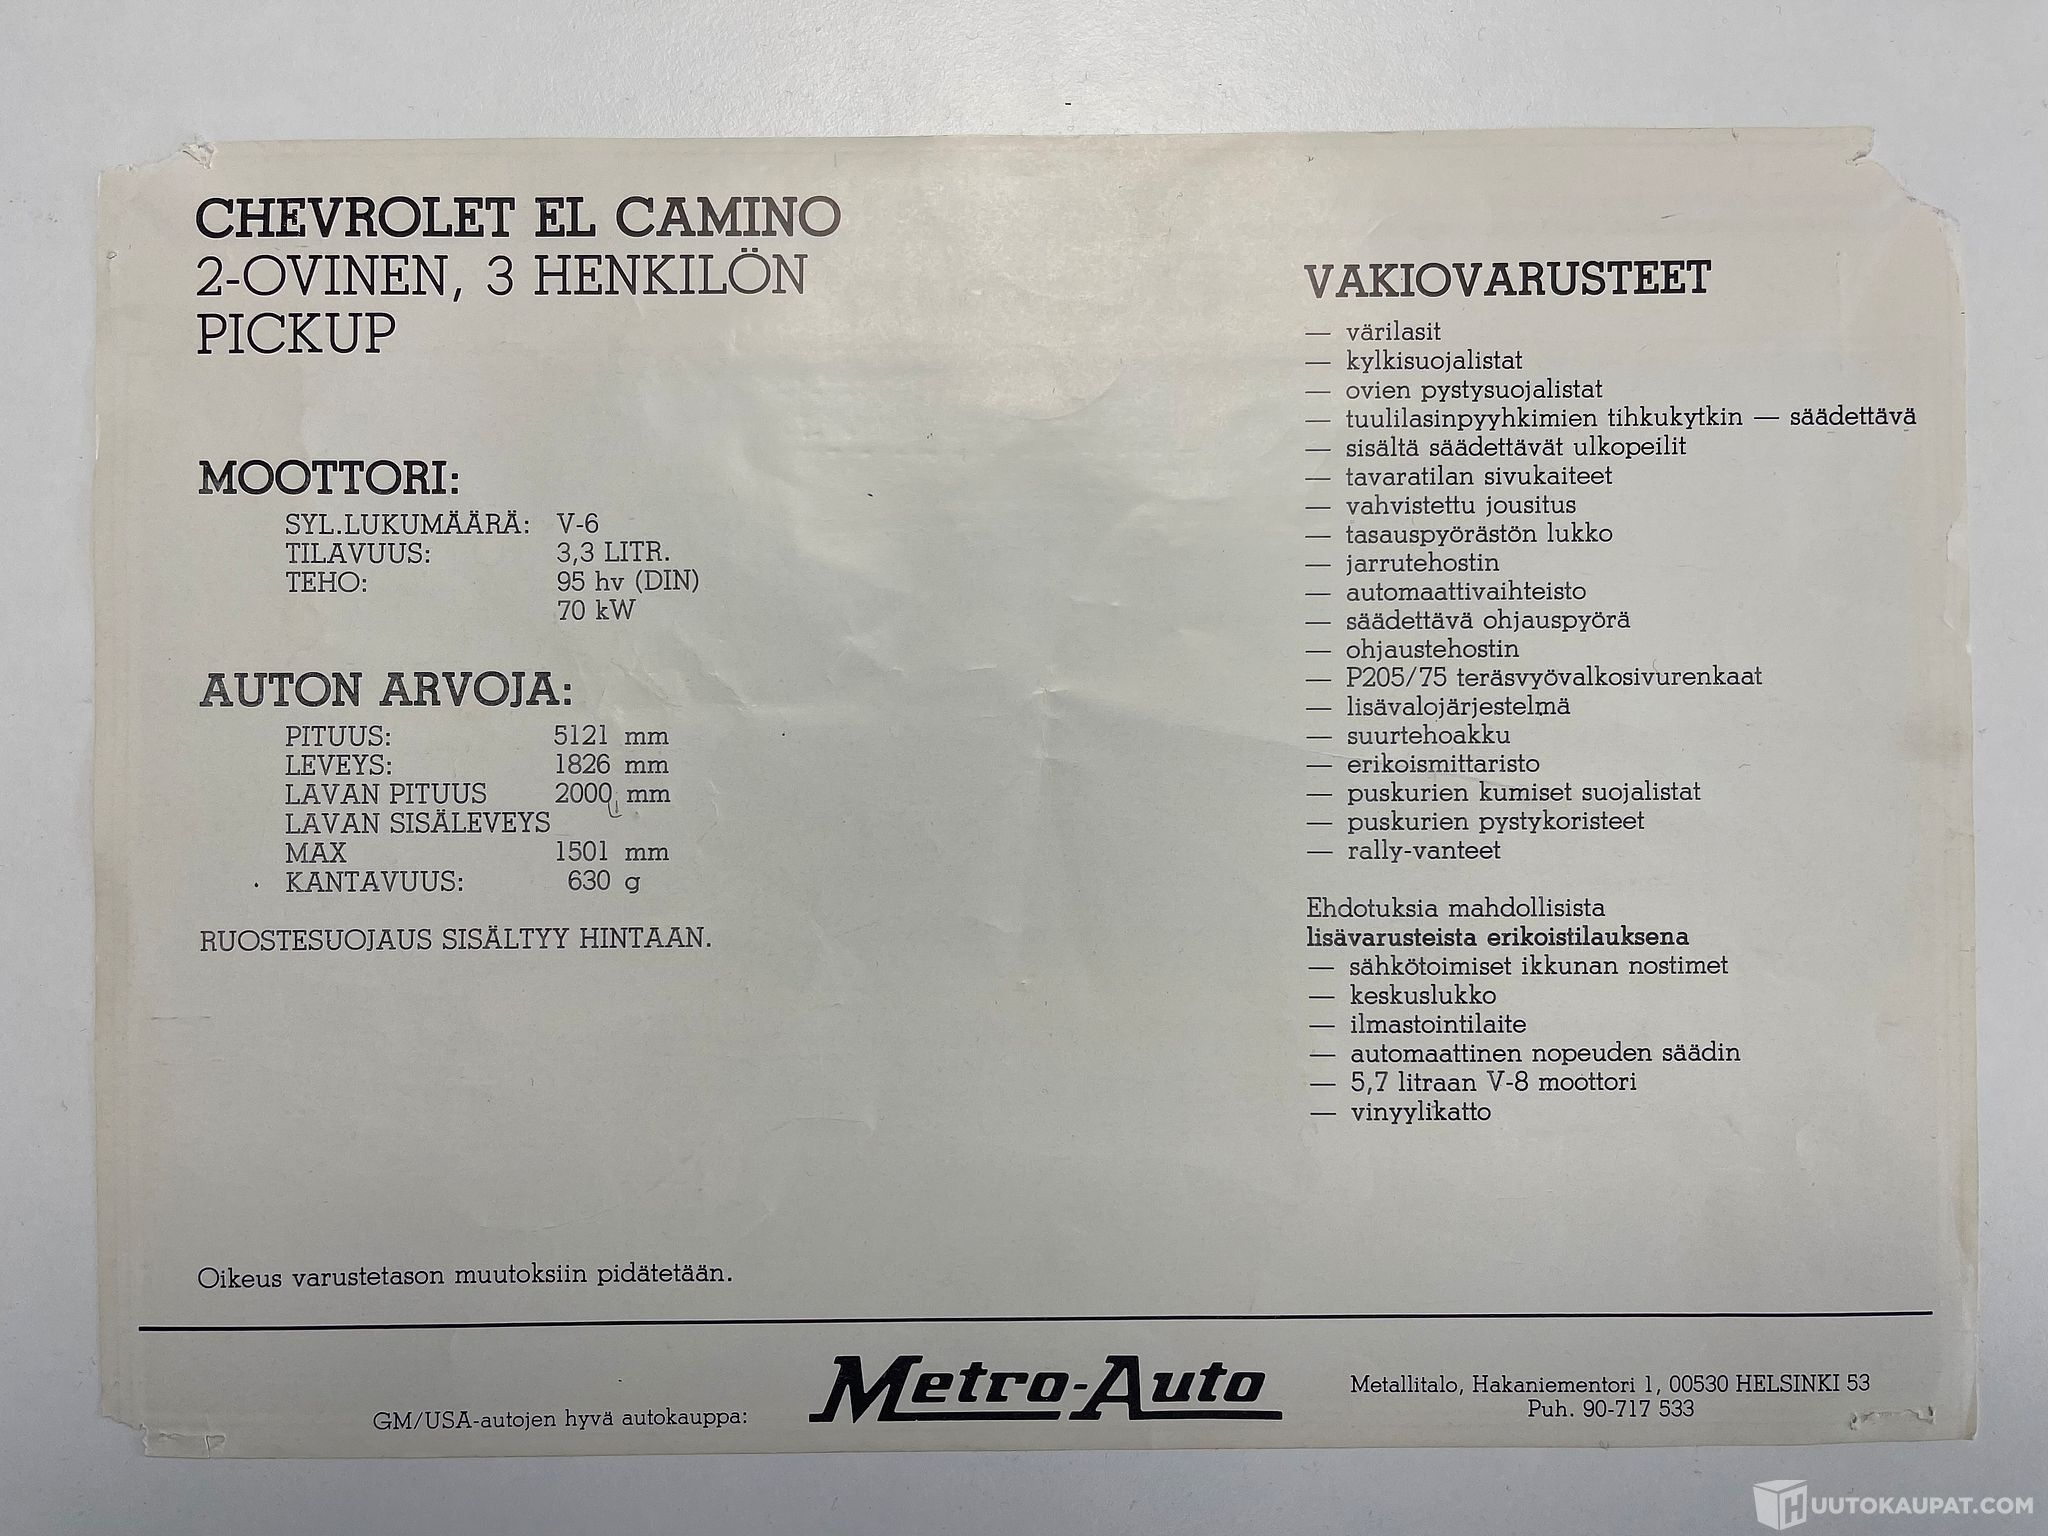 CHEVROLET EL CAMINO
2-OVINEN, 3 HENKILÖN
PICKUP
MOOTTORI:
SYL.LUKUMÄÄRÄ: V-6
TILAVUUS: 3,3 LITR.
TEHO: 95 hv (DIN)
70 kW
AUTON ARVOJA:
PITUUS: 5121 mm
LEVEYS: 1826 mm
LAVAN PITUUS 2000 mm
LAVAN SISÄLEVEYS
MAX 1501 mm
KANTAVUUS: 630 g
RUOSTESUOJAUS SISÄLTYY HINTAAN.
VAKIOVARUSTEET
— värilasit
— kylkisuojalistat
— ovien pystysuojalistat
— tuulilasinpyyhkimien tihkukytkin — säädettävä
— sisältä säädettävät ulkopeilit
— tavaratilan sivukaiteet
— vahvistettu jousitus
— tasauspyörästön lukko
— jarrutehostin
— automaattivaihteisto
— säädettävä ohjauspyörä
— ohjaustehostin
— P205/75 teräsvyövalkosivurenkaat
— lisävalojärjestelmä
— suurtehoakku
— erikoismittaristo
— puskurien kumiset suojalistat
— puskurien pystykoristeet
— rally-vanteet
Ehdotuksia mahdollisista
lisävarusteista erikoistilauksena
— sähkötoimiset ikkunan nostimet
— keskuslukko
— ilmastointilaite
— automaattinen nopeuden säädin
— 5,7 litraan V-8 moottori
— vinyylikatto
Oikeus varustetason muutoksiin pidätetään.
GM/USA-autojen hyvä autokauppa:
Metro-Auto
Metallitalo, Hakaniementori 1, 00530 HELSINKI 53
Puh. 90-717 533
HUUTOKAUPAT.COM